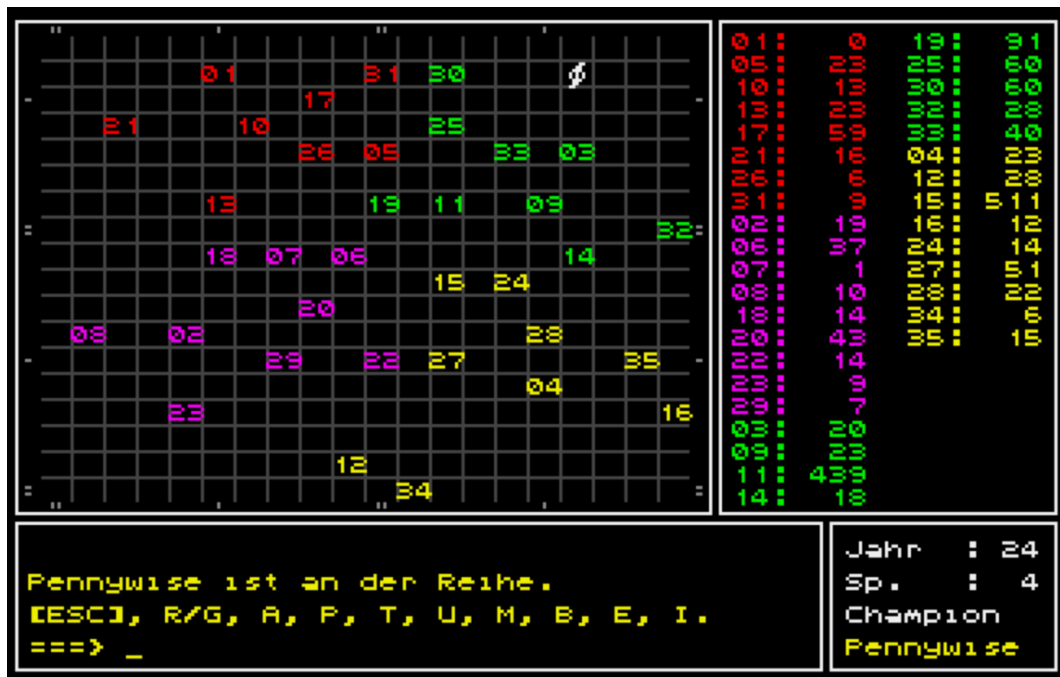 01 31 30 ∮
17
21 10 25
26 05 33 03
13 19 11 09
32
18 07 06 14
15 24
20
08 02 28
29 22 27 35
04
23 16
12
34
01: 0 19: 91
05: 23 25: 60
10: 13 30: 60
13: 23 32: 28
17: 59 33: 40
21: 16 04: 23
26: 6 12: 28
31: 9 15: 511
02: 19 16: 12
06: 37 24: 14
07: 1 27: 51
08: 10 28: 22
18: 14 34: 6
20: 43 35: 15
22: 14
23: 9
29: 7
03: 20
09: 23
11: 439
14: 18
Pennywise ist an der Reihe.
[ESC], R/G, A, P, T, U, M, B, E, I.
===> _
Jahr : 24
Sp. : 4
Champion
Pennywise